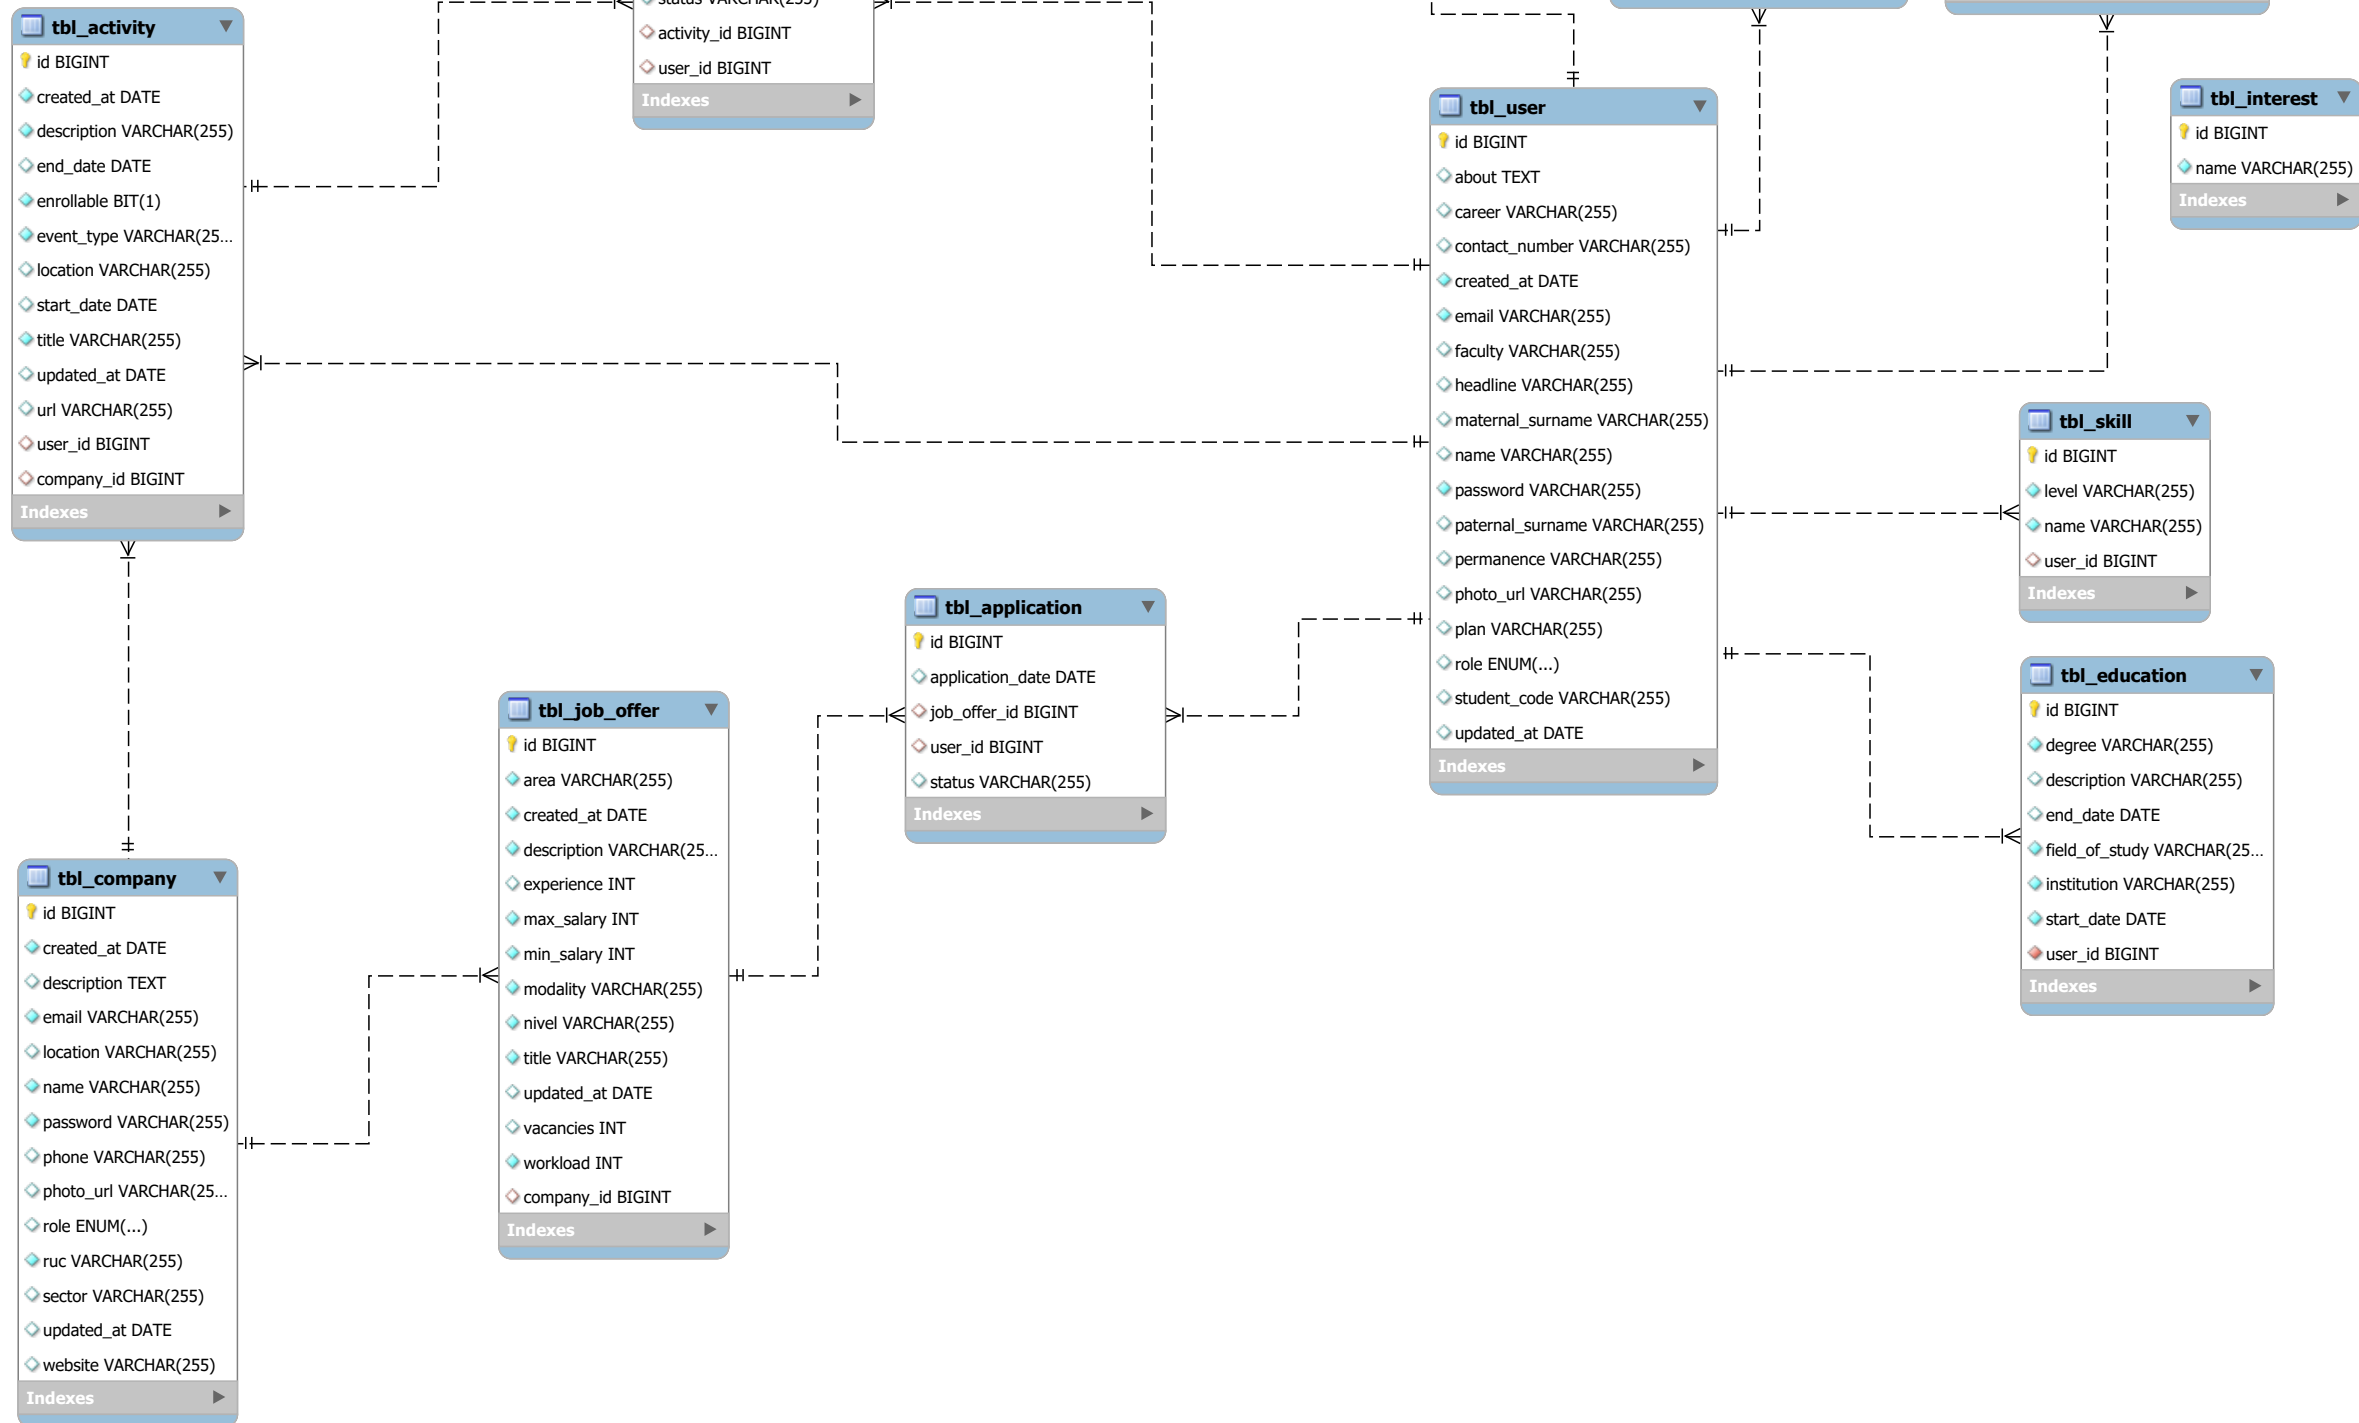 tbl_activity
id BIGINT
created_at DATE
description VARCHAR(255)
end_date DATE
enrollable BIT(1)
event_type VARCHAR(25...
location VARCHAR(255)
start_date DATE
title VARCHAR(255)
updated_at DATE
url VARCHAR(255)
user_id BIGINT
company_id BIGINT
Indexes
status VARCHAR(255)
activity_id BIGINT
user_id BIGINT
Indexes
tbl_user
id BIGINT
about TEXT
career VARCHAR(255)
contact_number VARCHAR(255)
created_at DATE
email VARCHAR(255)
faculty VARCHAR(255)
headline VARCHAR(255)
maternal_surname VARCHAR(255)
name VARCHAR(255)
password VARCHAR(255)
paternal_surname VARCHAR(255)
permanence VARCHAR(255)
photo_url VARCHAR(255)
plan VARCHAR(255)
role ENUM(...)
student_code VARCHAR(255)
updated_at DATE
Indexes
tbl_interest
id BIGINT
name VARCHAR(255)
Indexes
tbl_skill
id BIGINT
level VARCHAR(255)
name VARCHAR(255)
user_id BIGINT
Indexes
tbl_application
id BIGINT
application_date DATE
job_offer_id BIGINT
user_id BIGINT
status VARCHAR(255)
Indexes
tbl_education
id BIGINT
degree VARCHAR(255)
description VARCHAR(255)
end_date DATE
field_of_study VARCHAR(25...
institution VARCHAR(255)
start_date DATE
user_id BIGINT
Indexes
tbl_job_offer
id BIGINT
area VARCHAR(255)
created_at DATE
description VARCHAR(25...
experience INT
max_salary INT
min_salary INT
modality VARCHAR(255)
nivel VARCHAR(255)
title VARCHAR(255)
updated_at DATE
vacancies INT
workload INT
company_id BIGINT
Indexes
tbl_company
id BIGINT
created_at DATE
description TEXT
email VARCHAR(255)
location VARCHAR(255)
name VARCHAR(255)
password VARCHAR(255)
phone VARCHAR(255)
photo_url VARCHAR(25...
role ENUM(...)
ruc VARCHAR(255)
sector VARCHAR(255)
updated_at DATE
website VARCHAR(255)
Indexes